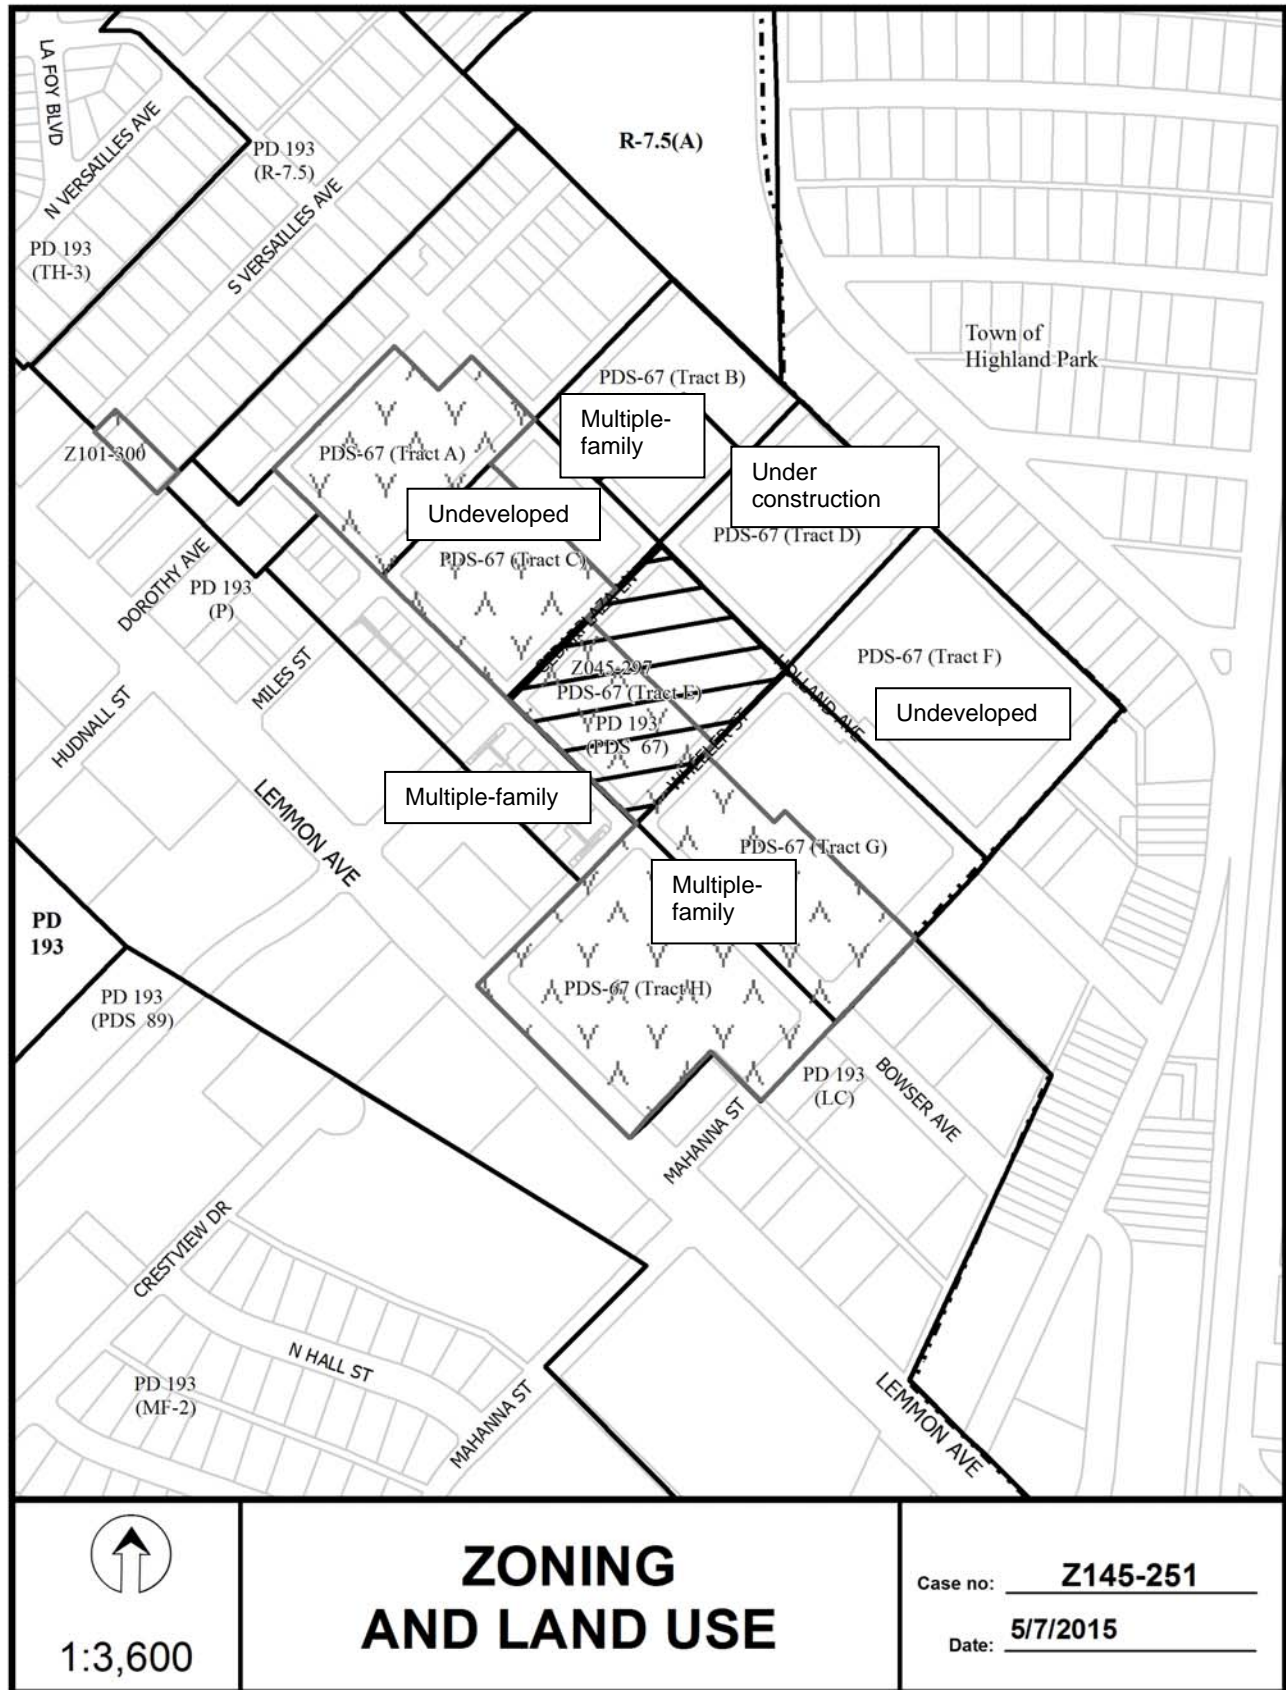 LA FOY BLVD
N VERSAILLES AVE
PD 193
(R-7.5)
R-7.5(A)
S VERSAILLES AVE
PD 193
(TH-3)
Town of
Highland Park
PDS-67 (Tract B)
Multiple-
family
Z101-300
PDS-67 (Tract A)
Under
construction
Undeveloped
PDS-67 (Tract D)
DOROTHY AVE
PDS-67 (Tract C)
PD 193
(P)
CEDAR PLAZA LN
MILES ST
Z045-297
PDS-67 (Tract E)
PDS-67 (Tract F)
HOLLAND AVE
Undeveloped
HUDNALL ST
PD 193
(PDS 67)
WHEELER ST
Multiple-family
LEMMON AVE
PDS-67 (Tract G)
Multiple-
family
PD
193
PDS-67 (Tract H)
PD 193
(PDS 89)
PD 193
(LC)
BOWSER AVE
MAHANNA ST
CRESTVIEW DR
N HALL ST
PD 193
(MF-2)
MAHANNA ST
LEMMON AVE
1:3,600
ZONING
AND LAND USE
Case no: Z145-251
Date: 5/7/2015